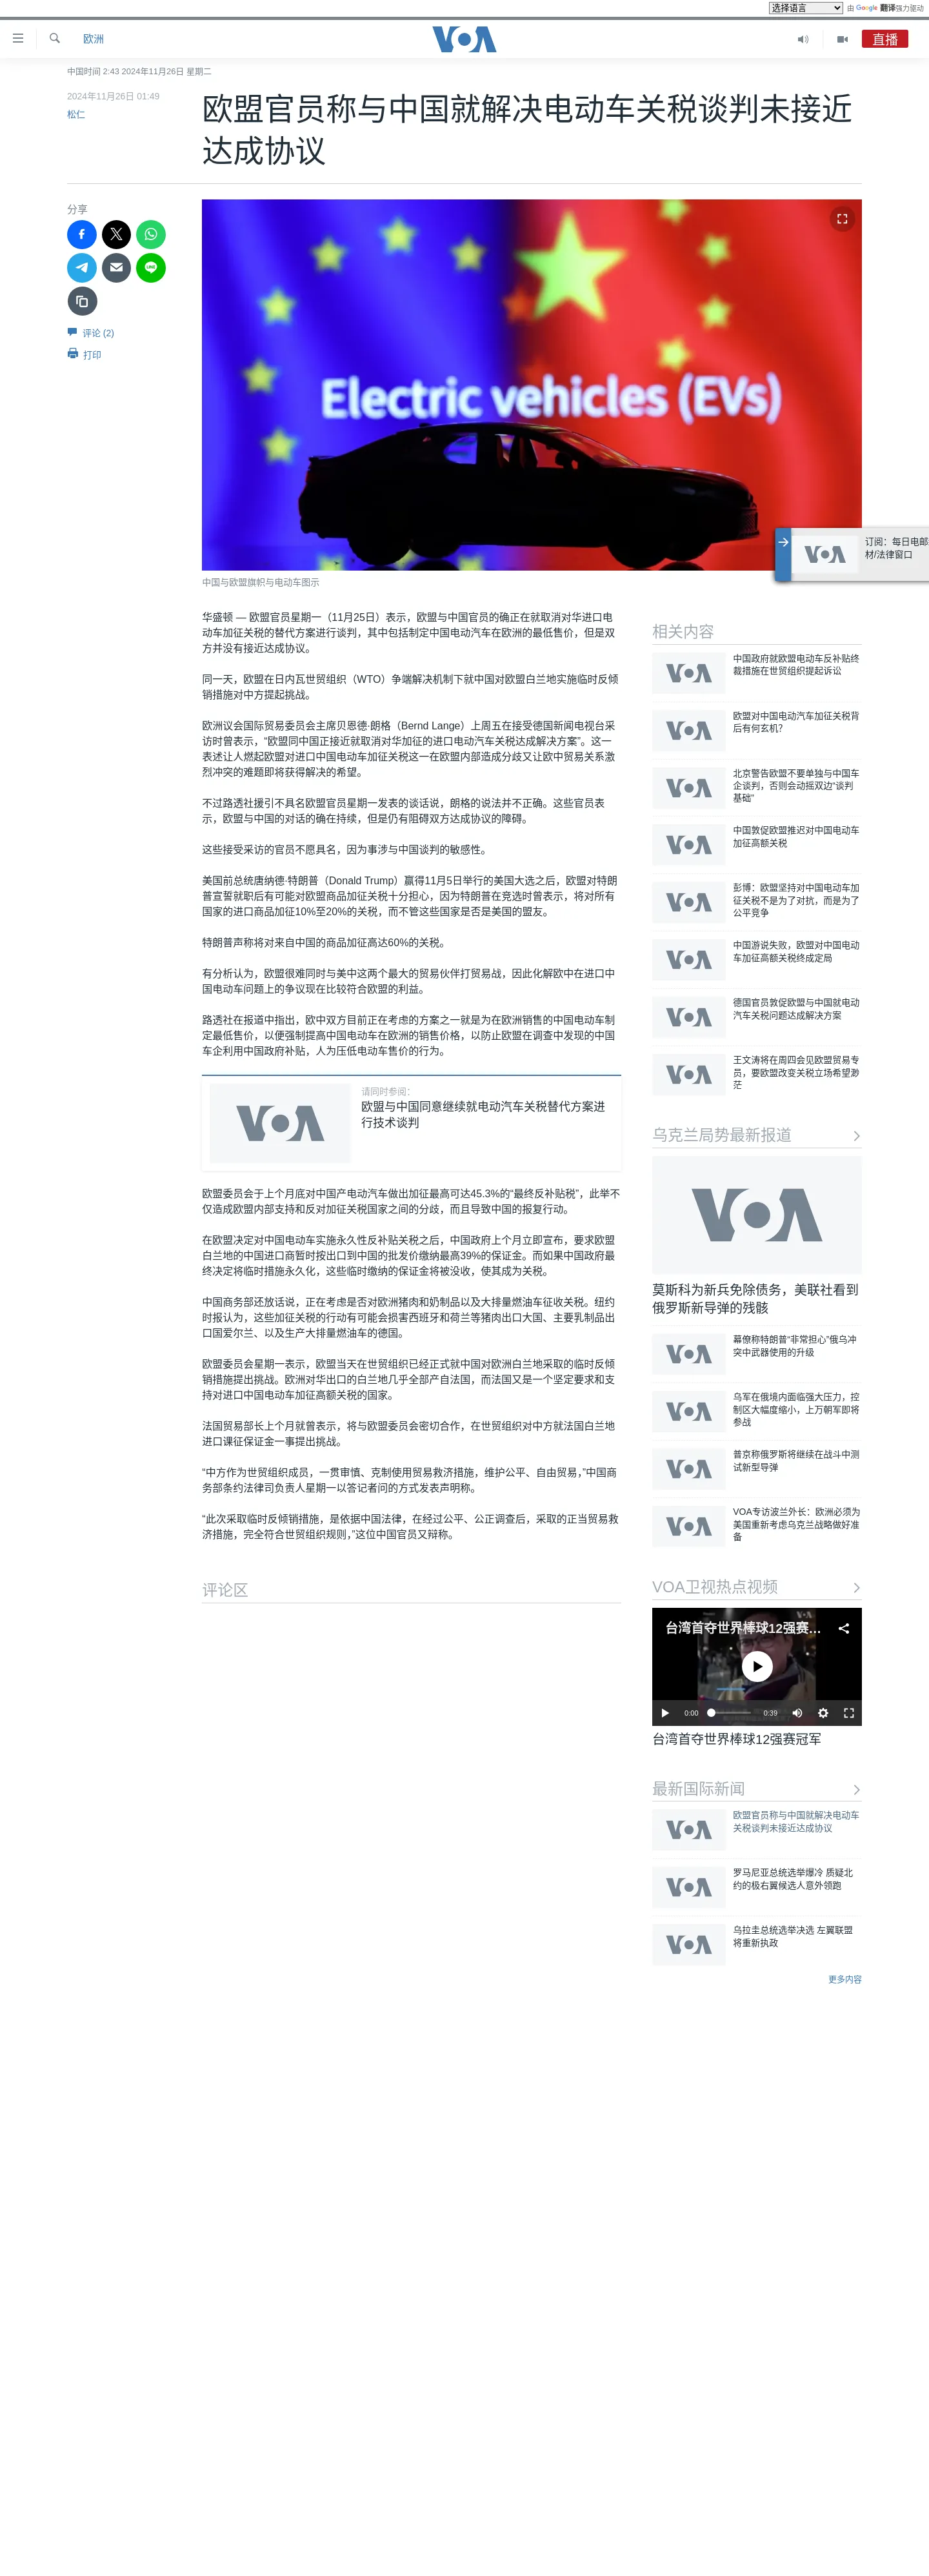 选择语言 由 Google 翻译强力驱动
欧洲
VOA
直播
中国时间 2:43 2024年11月26日 星期二
2024年11月26日 01:49
松仁
欧盟官员称与中国就解决电动车关税谈判未接近
达成协议
分享
评论 (2)
打印
Electric vehicles (EVs)
中国与欧盟旗帜与电动车图示
VOA
订阅：每日电邮
材/法律窗口
华盛顿 — 欧盟官员星期一（11月25日）表示，欧盟与中国官员的确正在就取消对华进口电
动车加征关税的替代方案进行谈判，其中包括制定中国电动汽车在欧洲的最低售价，但是双
方并没有接近达成协议。
同一天，欧盟在日内瓦世贸组织（WTO）争端解决机制下就中国对欧盟白兰地实施临时反倾
销措施对中方提起挑战。
欧洲议会国际贸易委员会主席贝恩德·朗格（Bernd Lange）上周五在接受德国新闻电视台采
访时曾表示，“欧盟同中国正接近就取消对华加征的进口电动汽车关税达成解决方案”。这一
表述让人燃起欧盟对进口中国电动车加征关税这一在欧盟内部造成分歧又让欧中贸易关系激
烈冲突的难题即将获得解决的希望。
不过路透社援引不具名欧盟官员星期一发表的谈话说，朗格的说法并不正确。这些官员表
示，欧盟与中国的对话的确在持续，但是仍有阻碍双方达成协议的障碍。
这些接受采访的官员不愿具名，因为事涉与中国谈判的敏感性。
美国前总统唐纳德·特朗普（Donald Trump）赢得11月5日举行的美国大选之后，欧盟对特朗
普宣誓就职后有可能对欧盟商品加征关税十分担心，因为特朗普在竞选时曾表示，将对所有
国家的进口商品加征10%至20%的关税，而不管这些国家是否是美国的盟友。
特朗普声称将对来自中国的商品加征高达60%的关税。
有分析认为，欧盟很难同时与美中这两个最大的贸易伙伴打贸易战，因此化解欧中在进口中
国电动车问题上的争议现在比较符合欧盟的利益。
路透社在报道中指出，欧中双方目前正在考虑的方案之一就是为在欧洲销售的中国电动车制
定最低售价，以便强制提高中国电动车在欧洲的销售价格，以防止欧盟在调查中发现的中国
车企利用中国政府补贴，人为压低电动车售价的行为。
VOA
请同时参阅：
欧盟与中国同意继续就电动汽车关税替代方案进
行技术谈判
欧盟委员会于上个月底对中国产电动汽车做出加征最高可达45.3%的“最终反补贴税”，此举不
仅造成欧盟内部支持和反对加征关税国家之间的分歧，而且导致中国的报复行动。
在欧盟决定对中国电动车实施永久性反补贴关税之后，中国政府上个月立即宣布，要求欧盟
白兰地的中国进口商暂时按出口到中国的批发价缴纳最高39%的保证金。而如果中国政府最
终决定将临时措施永久化，这些临时缴纳的保证金将被没收，使其成为关税。
中国商务部还放话说，正在考虑是否对欧洲猪肉和奶制品以及大排量燃油车征收关税。纽约
时报认为，这些加征关税的行动有可能会损害西班牙和荷兰等猪肉出口大国、主要乳制品出
口国爱尔兰、以及生产大排量燃油车的德国。
欧盟委员会星期一表示，欧盟当天在世贸组织已经正式就中国对欧洲白兰地采取的临时反倾
销措施提出挑战。欧洲对华出口的白兰地几乎全部产自法国，而法国又是一个坚定要求和支
持对进口中国电动车加征高额关税的国家。
法国贸易部长上个月就曾表示，将与欧盟委员会密切合作，在世贸组织对中方就法国白兰地
进口课征保证金一事提出挑战。
“中方作为世贸组织成员，一贯审慎、克制使用贸易救济措施，维护公平、自由贸易，”中国商
务部条约法律司负责人星期一以答记者问的方式发表声明称。
“此次采取临时反倾销措施，是依据中国法律，在经过公平、公正调查后，采取的正当贸易救
济措施，完全符合世贸组织规则，”这位中国官员又辩称。
评论区
相关内容
VOA
中国政府就欧盟电动车反补贴终
裁措施在世贸组织提起诉讼
VOA
欧盟对中国电动汽车加征关税背
后有何玄机？
VOA
北京警告欧盟不要单独与中国车
企谈判，否则会动摇双边“谈判
基础”
VOA
中国敦促欧盟推迟对中国电动车
加征高额关税
VOA
彭博：欧盟坚持对中国电动车加
征关税不是为了对抗，而是为了
公平竞争
VOA
中国游说失败，欧盟对中国电动
车加征高额关税终成定局
VOA
德国官员敦促欧盟与中国就电动
汽车关税问题达成解决方案
VOA
王文涛将在周四会见欧盟贸易专
员，要欧盟改变关税立场希望渺
茫
乌克兰局势最新报道
VOA
莫斯科为新兵免除债务，美联社看到
俄罗斯新导弹的残骸
VOA
幕僚称特朗普“非常担心”俄乌冲
突中武器使用的升级
VOA
乌军在俄境内面临强大压力，控
制区大幅度缩小，上万朝军即将
参战
VOA
普京称俄罗斯将继续在战斗中测
试新型导弹
VOA
VOA专访波兰外长：欧洲必须为
美国重新考虑乌克兰战略做好准
备
VOA卫视热点视频
台湾首夺世界棒球12强赛…
VOA
0:00
0:39
台湾首夺世界棒球12强赛冠军
最新国际新闻
VOA
欧盟官员称与中国就解决电动车
关税谈判未接近达成协议
VOA
罗马尼亚总统选举爆冷 质疑北
约的极右翼候选人意外领跑
VOA
乌拉圭总统选举决选 左翼联盟
将重新执政
更多内容